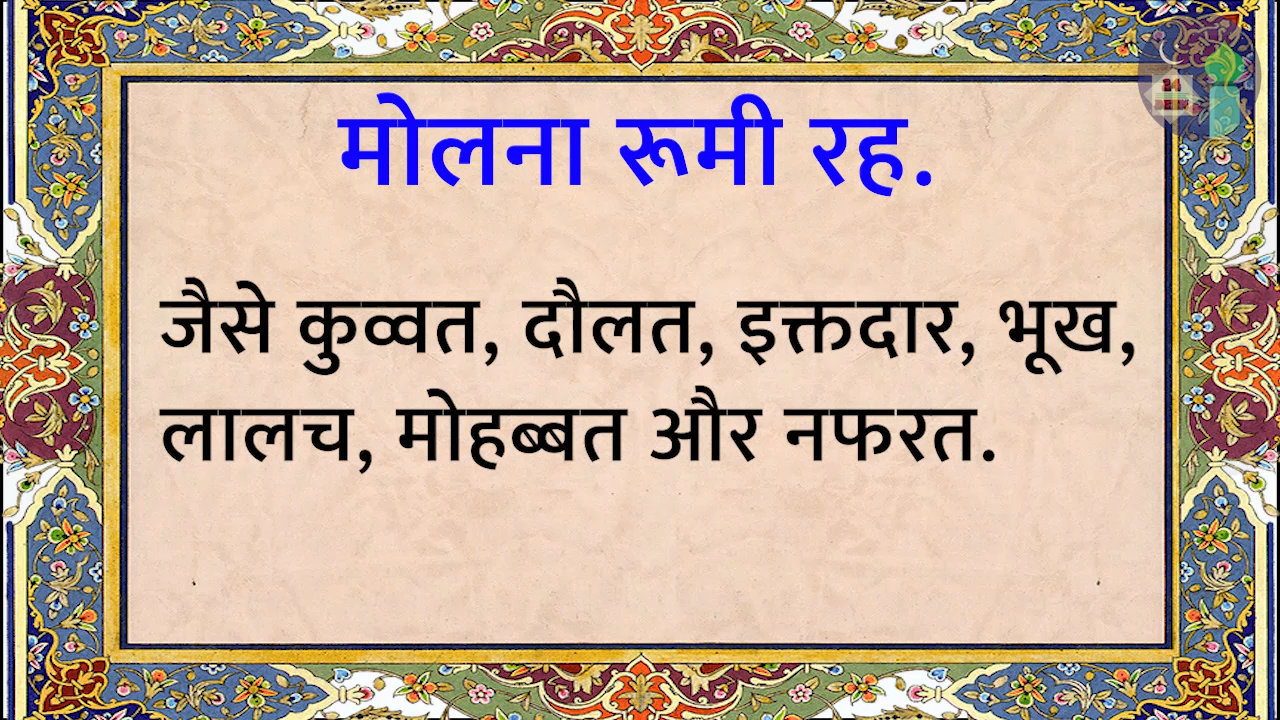 मोलना रूमी रह.
जैसे कुव्वत, दौलत, इक्तदार, भूख,
लालच, मोहब्बत और नफरत.